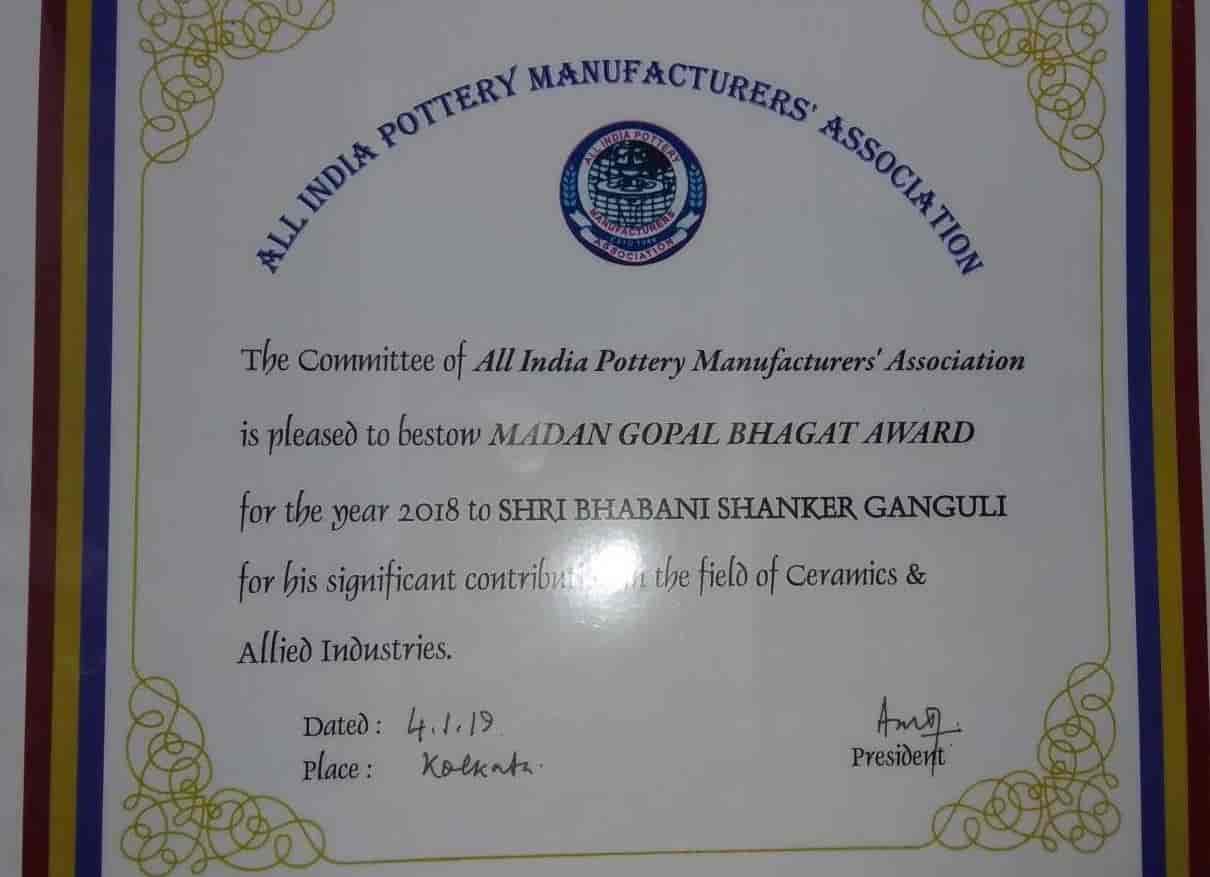 ALL INDIA POTTERY MANUFACTURERS' ASSOCIATION
ALL INDIA POTTERY
MANUFACTURERS
ASSOCIATION
The Committee of All India Pottery Manufacturers' Association
is pleased to bestow MADAN GOPAL BHAGAT AWARD
for the year 2018 to SHRI BHABANI SHANKER GANGULI
for his significant the field of Ceramics &
Allied Industries.
Dated : 4.1.19
Place : Kolkata
President